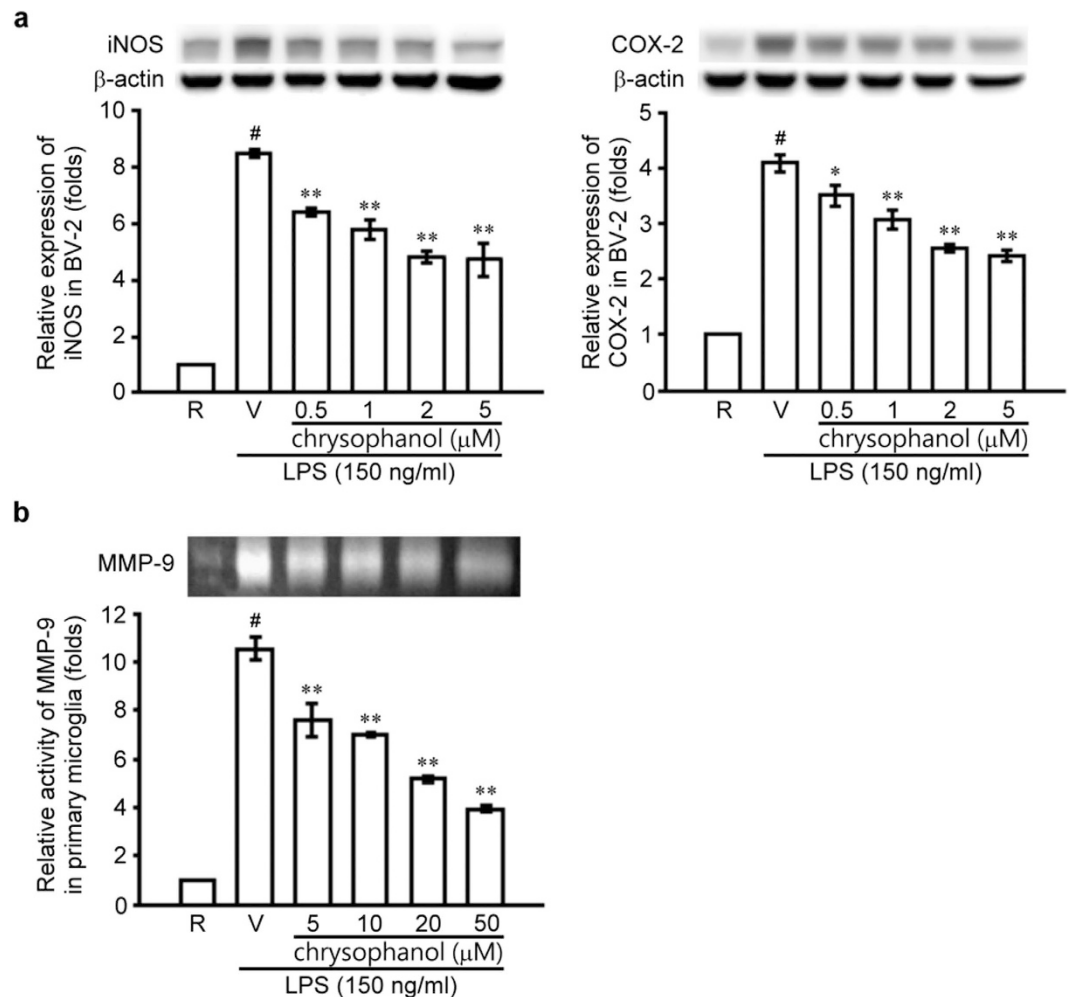 a
iNOS
β-actin
Relative expression of
iNOS in BV-2 (folds)
10
8
6
4
2
0
#
**
**
**
**
R V 0.5 1 2 5
chrysophanol (μM)
LPS (150 ng/ml)
COX-2
β-actin
Relative expression of
COX-2 in BV-2 (folds)
5
4
3
2
1
0
#
*
**
**
**
R V 0.5 1 2 5
chrysophanol (μM)
LPS (150 ng/ml)
b
MMP-9
Relative activity of MMP-9
in primary microglia (folds)
12
10
8
6
4
2
0
#
**
**
**
**
R V 5 10 20 50
chrysophanol (μM)
LPS (150 ng/ml)